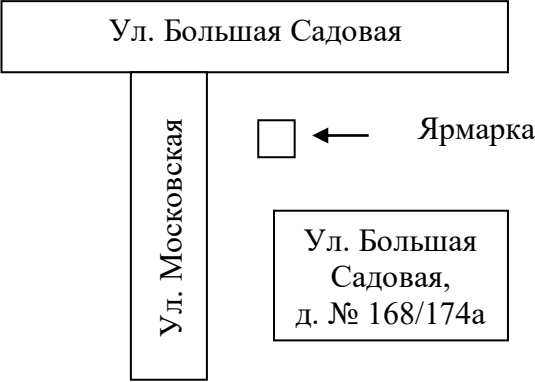 Ул. Большая Садовая
Ул. Московская
Ярмарка
Ул. Большая
Садовая,
д. № 168/174а